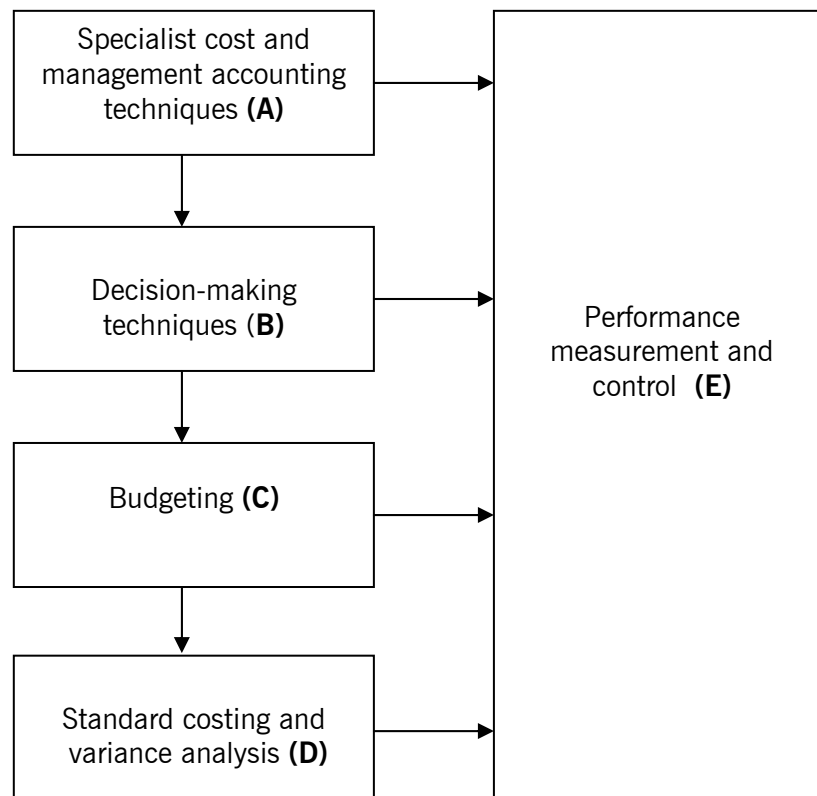 Specialist cost and
management accounting
techniques (A)
Decision-making
techniques (B)
Budgeting (C)
Standard costing and
variance analysis (D)
Performance
measurement and
control (E)